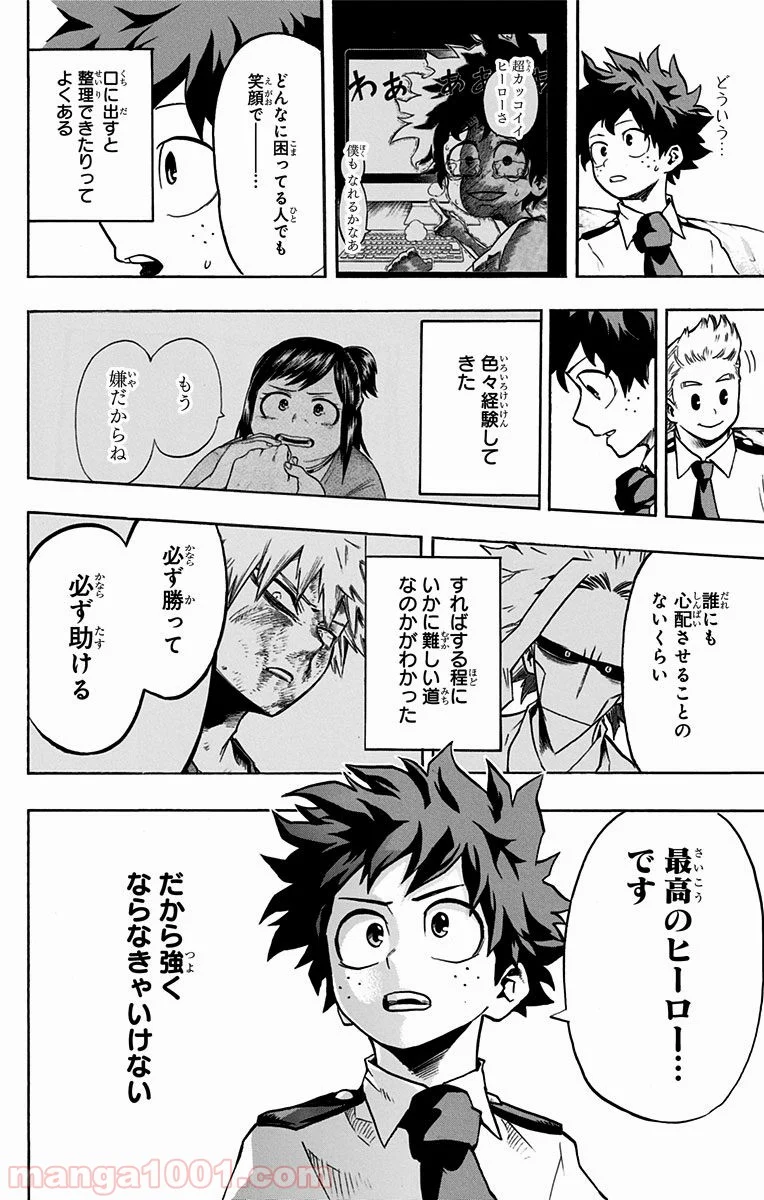 どういう…
超カッコイイ
ヒーローさ
わぁ
ぁぁ
僕も なれるかなあ
どんなに困ってる人でも
笑顔で――…
口に出すと
整理できたりって
よくある
色々経験して
きた
もう
嫌だからね
誰にも
心配させることの
ないくらい
すればする程に
いかに難しい道
なのかがわかった
必ず勝って
必ず助ける
最高のヒーロー…
です
だから強く
ならなきゃいけない
manga1001.com